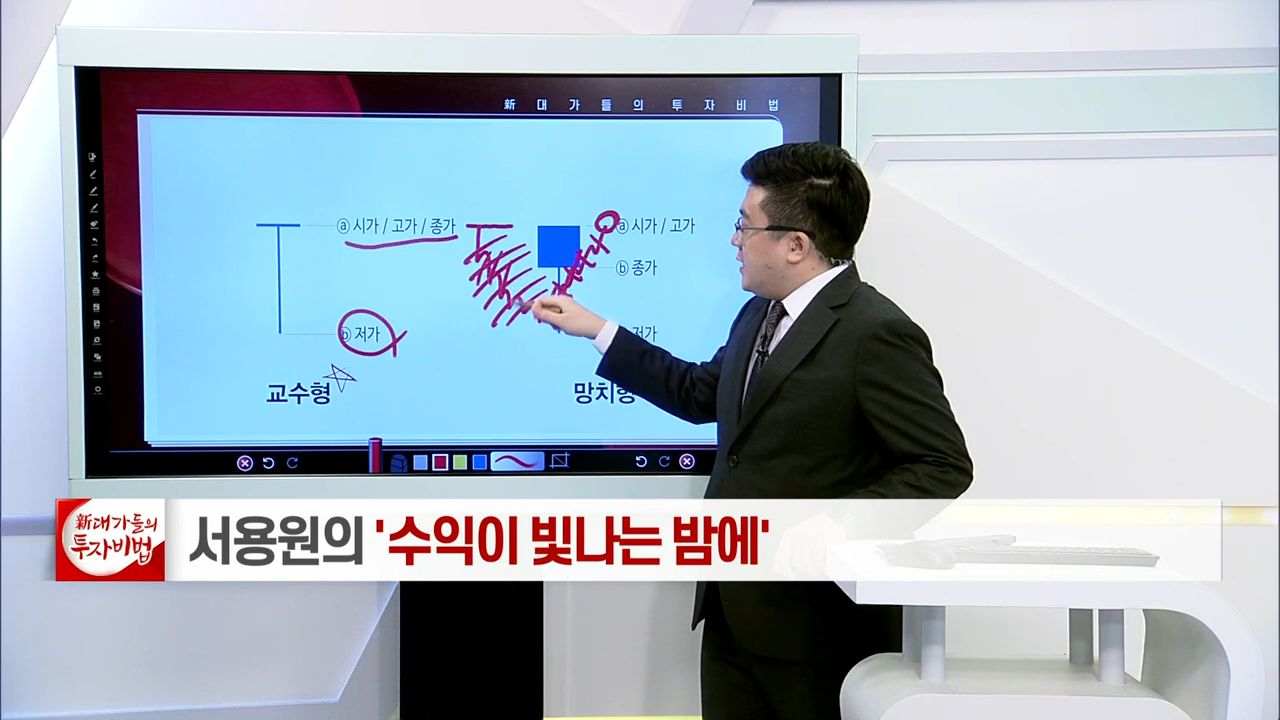 新 대 가 들 의 투 자 비 법
ⓐ 시가 / 고가 / 종가
ⓐ 시가 / 고가
ⓑ 종가
ⓑ 저가
저가
교수형
망치형
新대가들의
투자비법
서용원의 '수익이 빛나는 밤에'